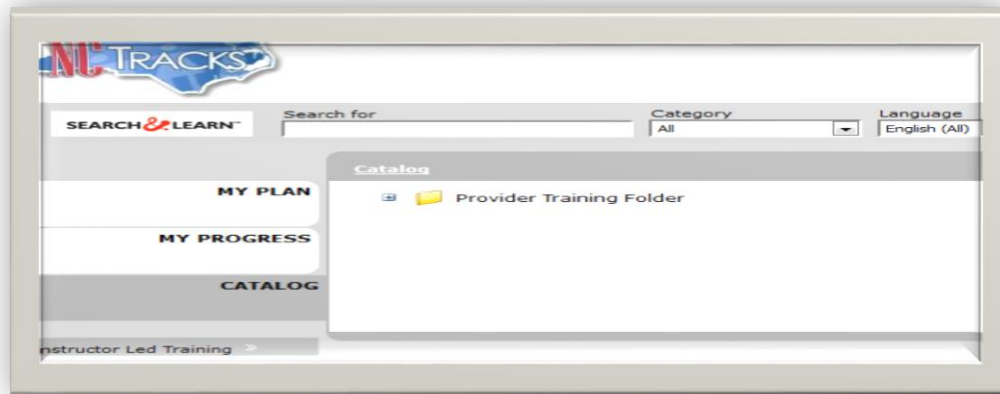 NC TRACKS
SEARCH & LEARN™
Search for
Category
Language
All
English (All)
Catalog
MY PLAN
Provider Training Folder
MY PROGRESS
CATALOG
nstructor Led Training »